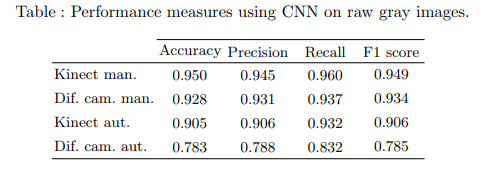 Table : Performance measures using CNN on raw gray images.
Accuracy Precision Recall F1 score
Kinect man. 0.950 0.945 0.960 0.949
Dif. cam. man. 0.928 0.931 0.937 0.934
Kinect aut. 0.905 0.906 0.932 0.906
Dif. cam. aut. 0.783 0.788 0.832 0.785